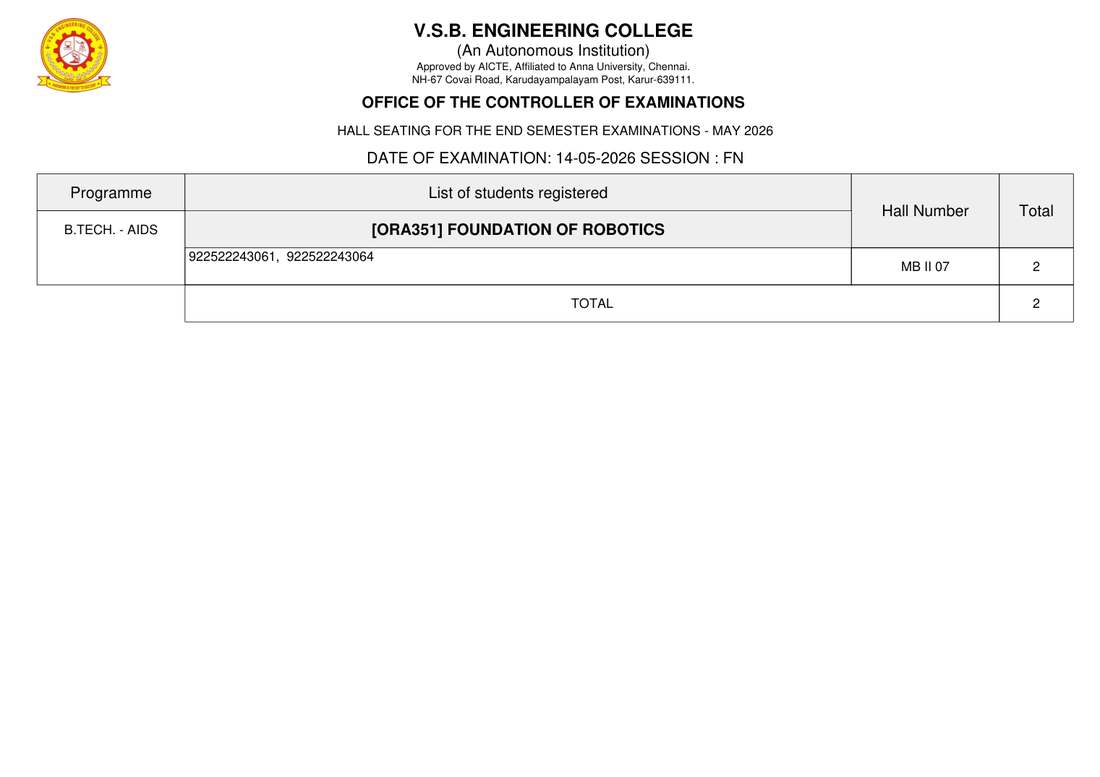 V.S.B. ENGINEERING COLLEGE
(An Autonomous Institution)
Approved by AICTE, Affiliated to Anna University, Chennai.
NH-67 Covai Road, Karudayampalayam Post, Karur-639111.
OFFICE OF THE CONTROLLER OF EXAMINATIONS
HALL SEATING FOR THE END SEMESTER EXAMINATIONS - MAY 2026
DATE OF EXAMINATION: 14-05-2026 SESSION : FN
Programme List of students registered Hall Number Total
B.TECH. - AIDS [ORA351] FOUNDATION OF ROBOTICS
922522243061, 922522243064 MB II 07 2
TOTAL 2